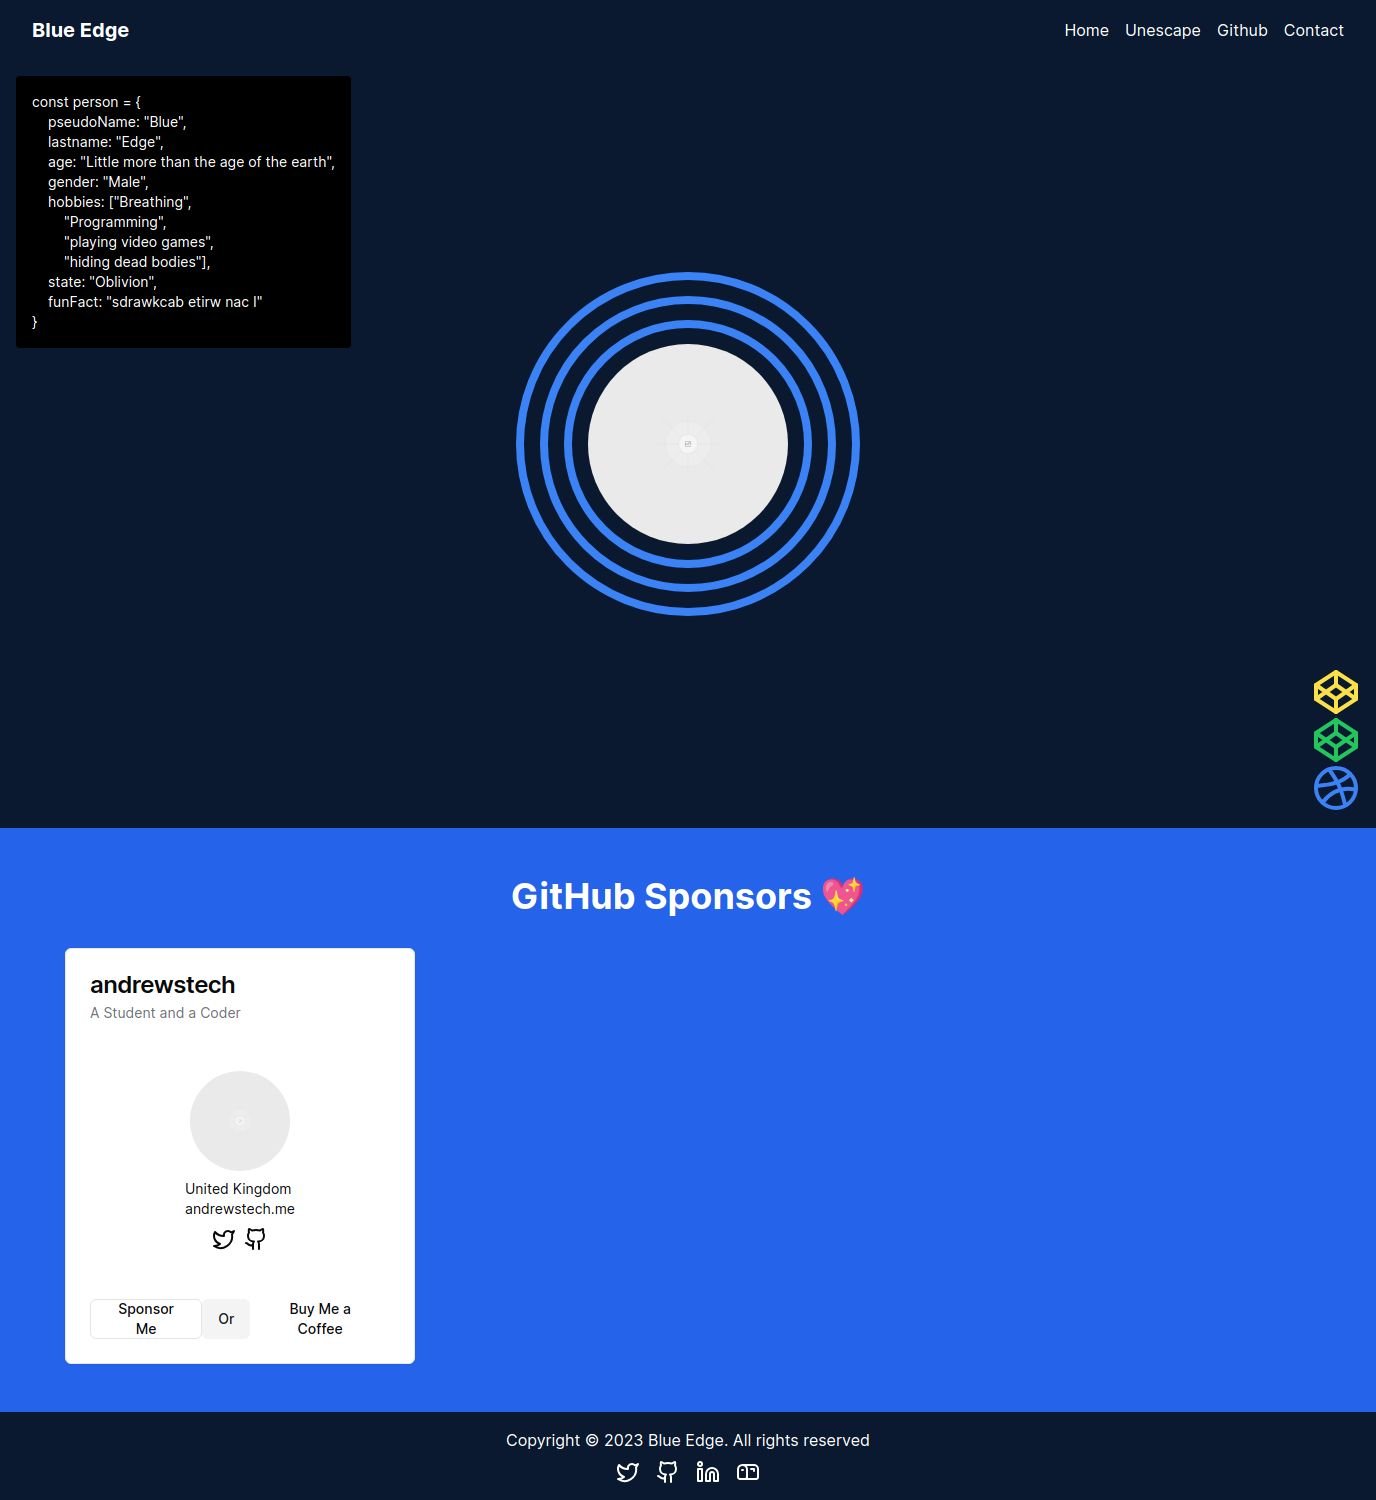 Blue Edge
Home Unescape Github Contact
const person = {
pseudoName: "Blue",
lastname: "Edge",
age: "Little more than the age of the earth",
gender: "Male",
hobbies: ["Breathing",
"Programming",
"playing video games",
"hiding dead bodies"],
state: "Oblivion",
funFact: "sdrawkcab etirw nac I"
}
GitHub Sponsors 💖
andrewstech
A Student and a Coder
United Kingdom
andrewstech.me
Sponsor
Me
Or
Buy Me a
Coffee
Copyright © 2023 Blue Edge. All rights reserved